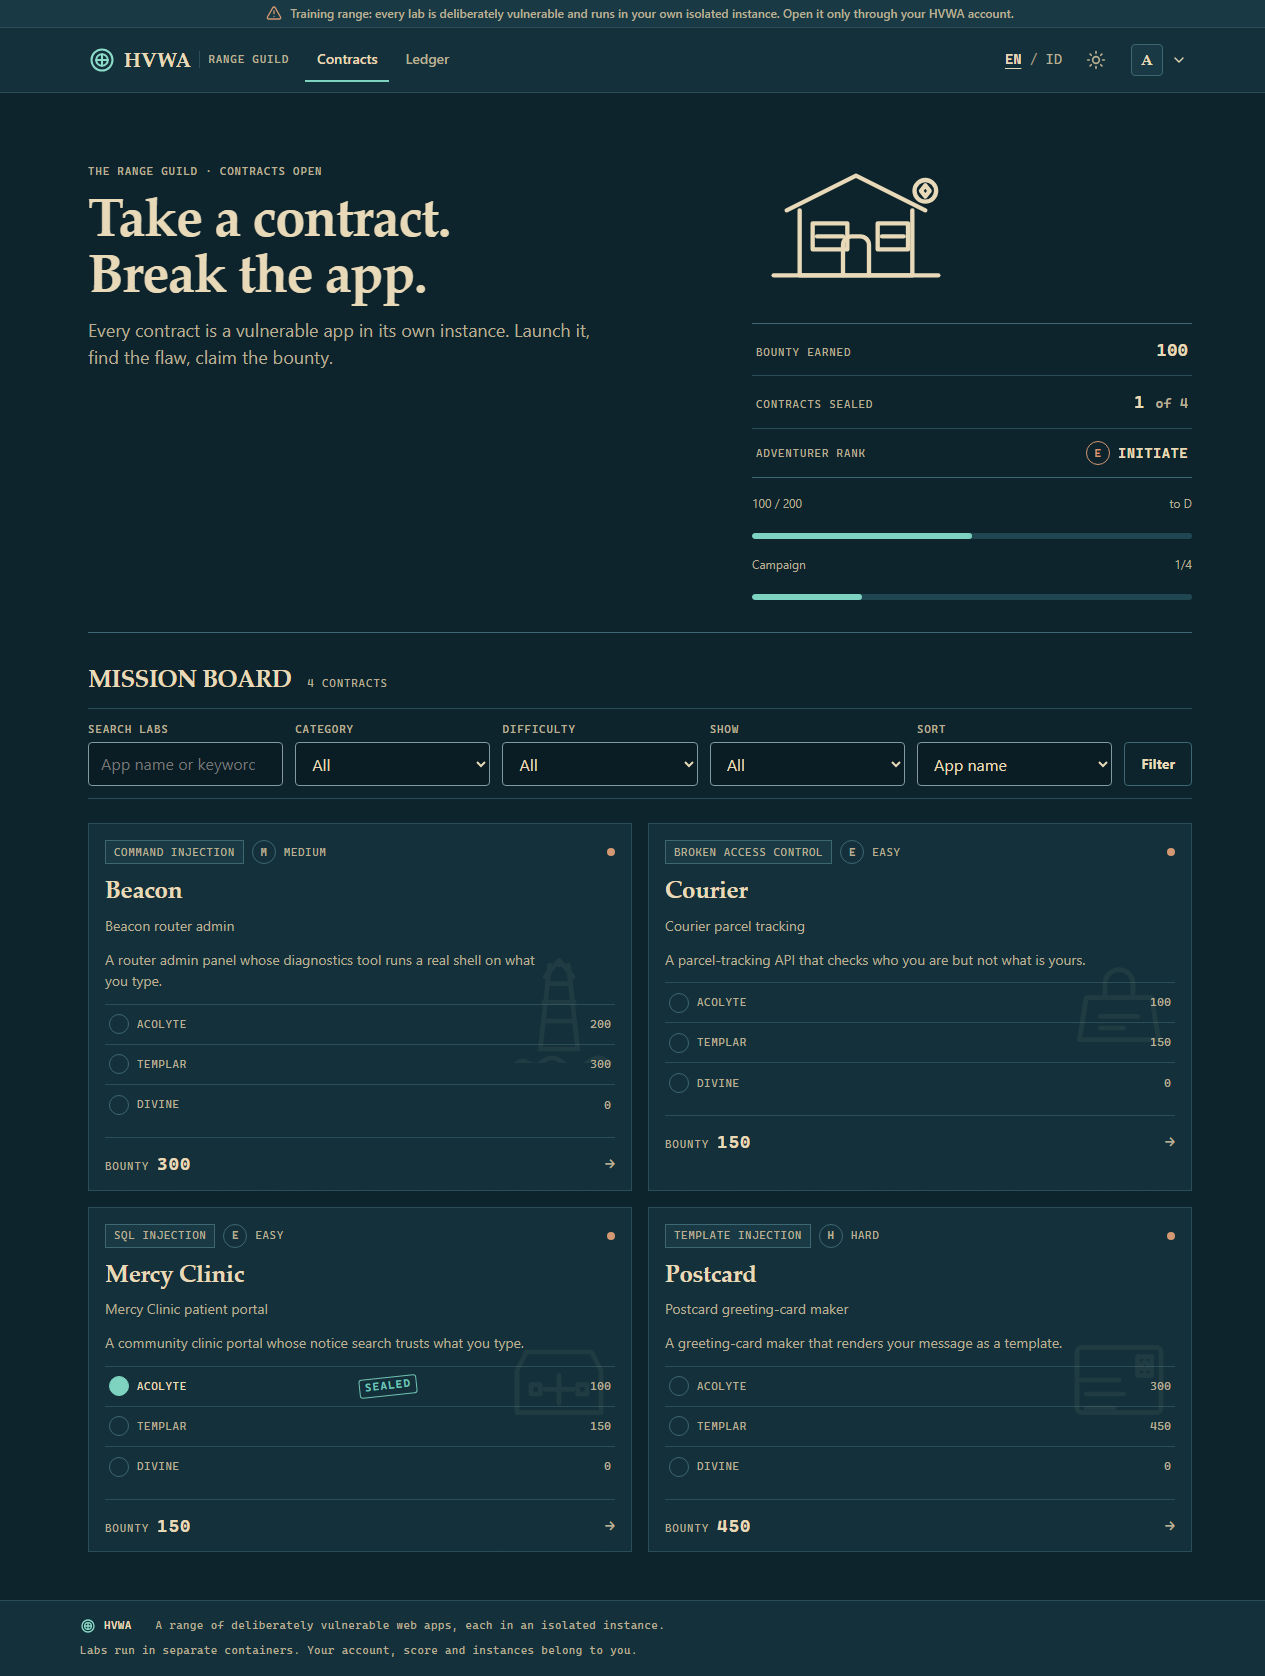 Training range: every lab is deliberately vulnerable and runs in your own isolated instance. Open it only through your HVWA account.
HVWA RANGE GUILD Contracts Ledger EN / ID A
THE RANGE GUILD · CONTRACTS OPEN
Take a contract.
Break the app.
Every contract is a vulnerable app in its own instance. Launch it,
find the flaw, claim the bounty.
BOUNTY EARNED 100
CONTRACTS SEALED 1 of 4
ADVENTURER RANK E INITIATE
100 / 200 to D
Campaign 1/4
MISSION BOARD 4 CONTRACTS
SEARCH LABS CATEGORY DIFFICULTY SHOW SORT
App name or keyworc All All All App name Filter
COMMAND INJECTION M MEDIUM
Beacon
Beacon router admin
A router admin panel whose diagnostics tool runs a real shell on what
you type.
ACOLYTE 200
TEMPLAR 300
DIVINE 0
BOUNTY 300 →
BROKEN ACCESS CONTROL E EASY
Courier
Courier parcel tracking
A parcel-tracking API that checks who you are but not what is yours.
ACOLYTE 100
TEMPLAR 150
DIVINE 0
BOUNTY 150 →
SQL INJECTION E EASY
Mercy Clinic
Mercy Clinic patient portal
A community clinic portal whose notice search trusts what you type.
ACOLYTE SEALED 100
TEMPLAR 150
DIVINE 0
BOUNTY 150 →
TEMPLATE INJECTION H HARD
Postcard
Postcard greeting-card maker
A greeting-card maker that renders your message as a template.
ACOLYTE 300
TEMPLAR 450
DIVINE 0
BOUNTY 450 →
HVWA A range of deliberately vulnerable web apps, each in an isolated instance.
Labs run in separate containers. Your account, score and instances belong to you.